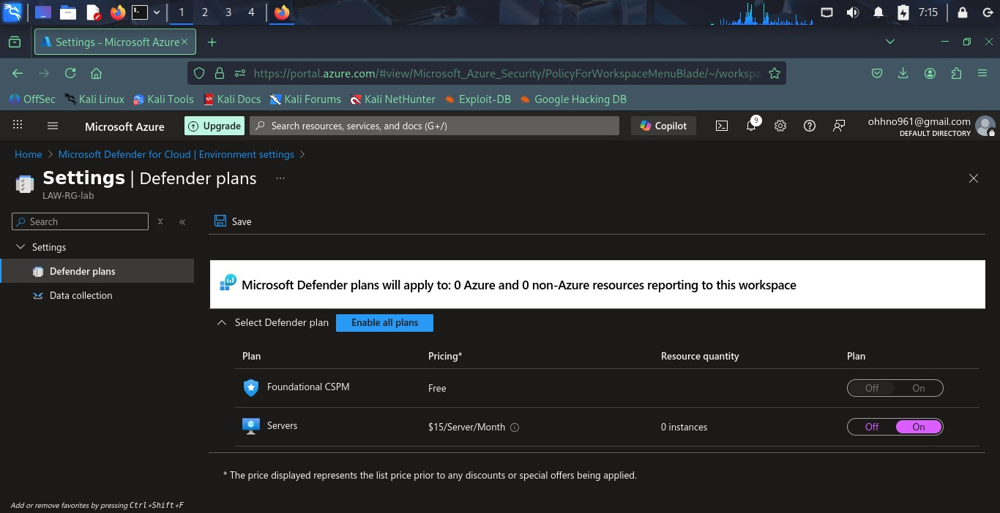 1 2 3 4 7:15
Settings - Microsoft Azure
https://portal.azure.com/#view/Microsoft_Azure_Security/PolicyForWorkspaceMenuBlade/~/workspa
OffSec Kali Linux Kali Tools Kali Docs Kali Forums Kali NetHunter Exploit-DB Google Hacking DB
Microsoft Azure Upgrade Search resources, services, and docs (G+/) Copilot 9 ohhno961@gmail.com
DEFAULT DIRECTORY
Home > Microsoft Defender for Cloud | Environment settings >
Settings | Defender plans ...
LAW-RG-lab
Search Save
Settings
Defender plans
Data collection
Microsoft Defender plans will apply to: 0 Azure and 0 non-Azure resources reporting to this workspace
Select Defender plan Enable all plans
Plan Pricing* Resource quantity Plan
Foundational CSPM Free Off On
Servers $15/Server/Month 0 instances Off On
* The price displayed represents the list price prior to any discounts or special offers being applied.
Add or remove favorites by pressing Ctrl+Shift+F